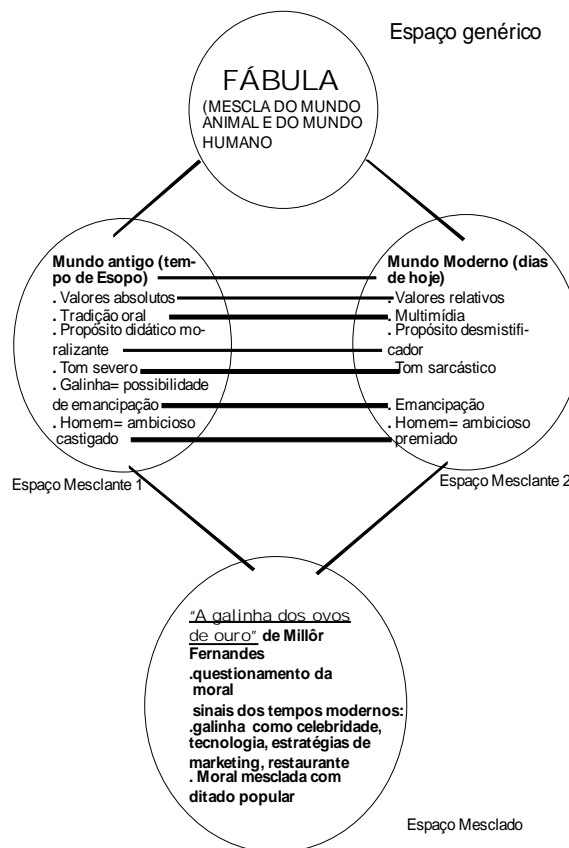 Espaço genérico
FÁBULA
(MESCLA DO MUNDO
ANIMAL E DO MUNDO
HUMANO
Mundo antigo (tem-
po de Esopo)
. Valores absolutos
. Tradição oral
. Propósito didático mo-
ralizante
. Tom severo
. Galinha= possibilidade
de emancipação
. Homem= ambicioso
castigado
Espaço Mesclante 1
Mundo Moderno (dias
de hoje)
. Valores relativos
. Multimídia
. Propósito desmistifi-
cador
. Tom sarcástico
. Emancipação
. Homem= ambicioso
premiado
Espaço Mesclante 2
"A galinha dos ovos
de ouro" de Millôr
Fernandes
.questionamento da
moral
sinais dos tempos modernos:
.galinha como celebridade,
tecnologia, estratégias de
marketing, restaurante
. Moral mesclada com
ditado popular
Espaço Mesclado